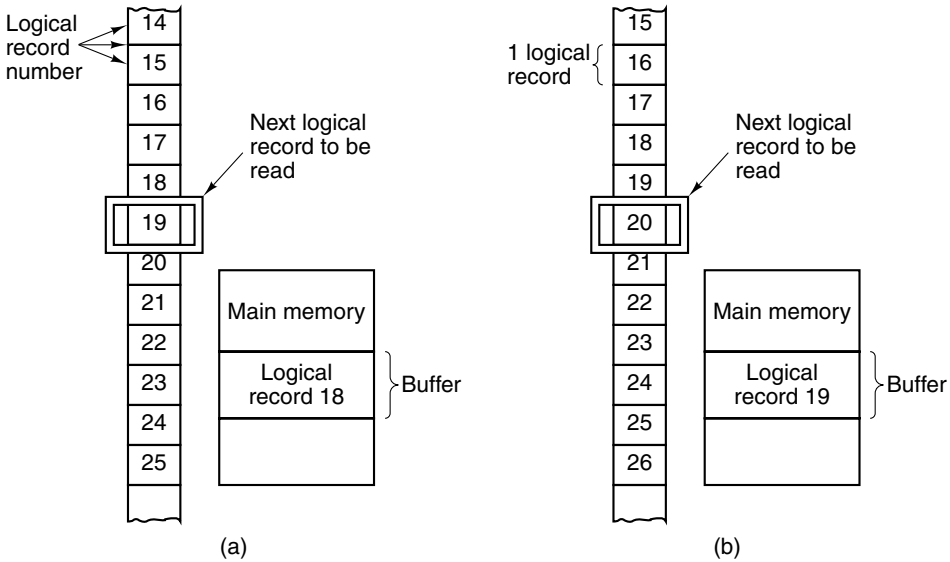 Logical
record
number
14
15
16
17
18
19
20
21
22
23
24
25
Next logical
record to be
read
Main memory
Logical
record 18
Buffer
(a)
1 logical
record
15
16
17
18
19
20
21
22
23
24
25
26
Next logical
record to be
read
Main memory
Logical
record 19
Buffer
(b)